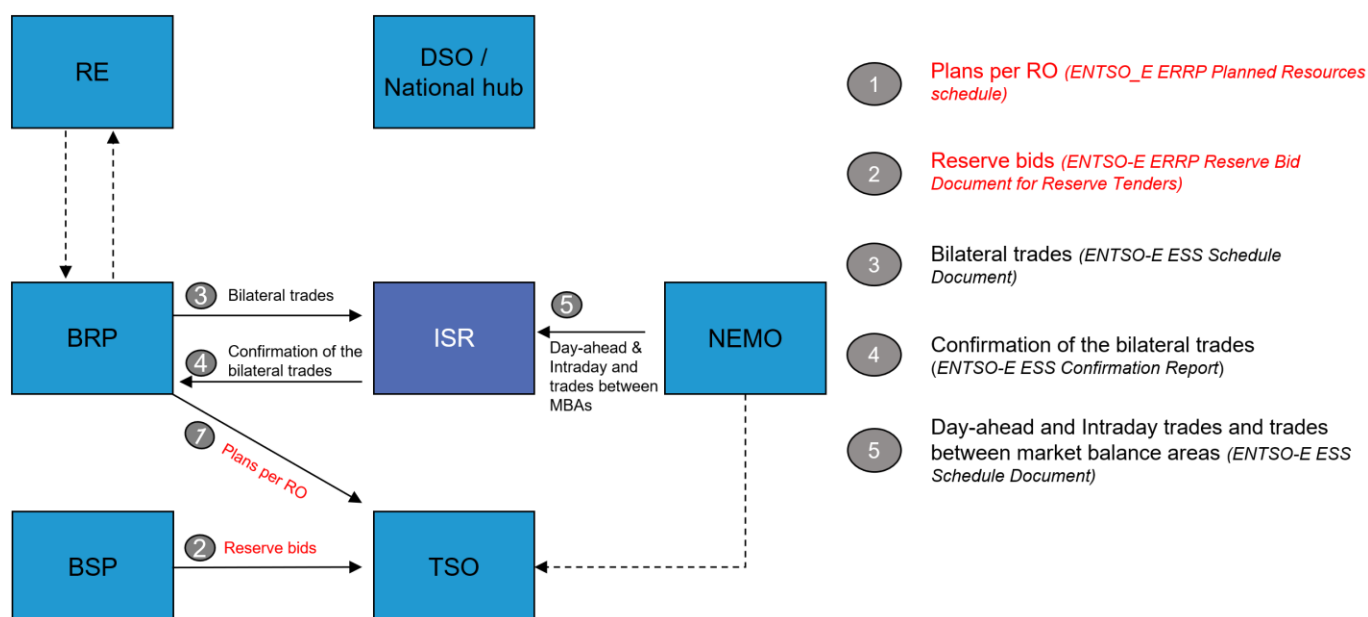 RE
DSO /
National hub
BRP
3 Bilateral trades
4 Confirmation of the
bilateral trades
ISR
5
Day-ahead &
Intraday and
trades between
MBAs
NEMO
1
Plans per RO
BSP
2 Reserve bids
TSO
1 Plans per RO (ENTSO_E ERRP Planned Resources
schedule)
2 Reserve bids (ENTSO-E ERRP Reserve Bid
Document for Reserve Tenders)
3 Bilateral trades (ENTSO-E ESS Schedule
Document)
4 Confirmation of the bilateral trades
(ENTSO-E ESS Confirmation Report)
5 Day-ahead and Intraday trades and trades
between market balance areas (ENTSO-E ESS
Schedule Document)